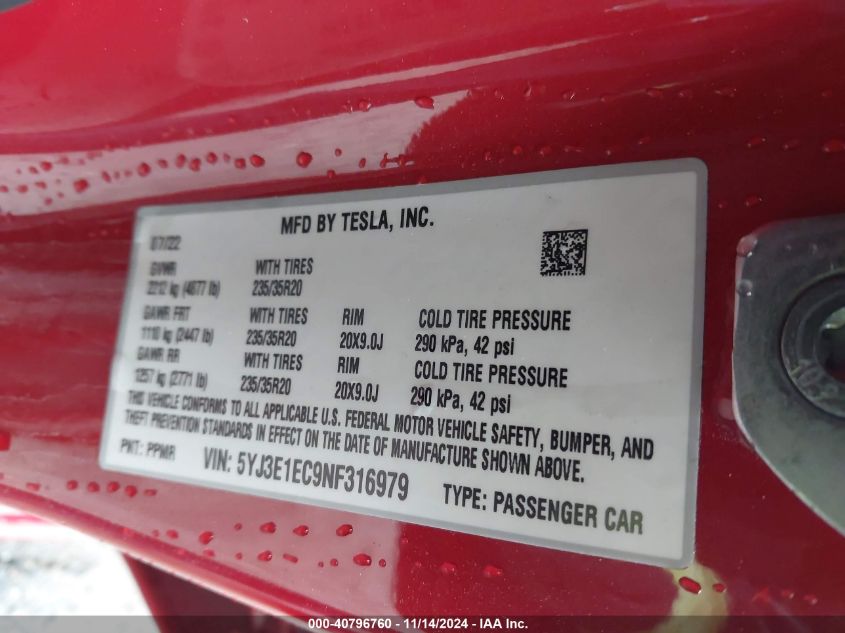 MFD BY TESLA, INC.
07/22
GVWR WITH TIRES
2212 kg (4877 lb) 235/35R20
GAWR FRT WITH TIRES RIM COLD TIRE PRESSURE
1110 kg (2447 lb) 235/35R20 20X9.0J 290 kPa, 42 psi
GAWR RR WITH TIRES RIM COLD TIRE PRESSURE
1257 kg (2771 lb) 235/35R20 20X9.0J 290 kPa, 42 psi
THIS VEHICLE CONFORMS TO ALL APPLICABLE U.S. FEDERAL MOTOR VEHICLE SAFETY, BUMPER, AND
THEFT PREVENTION STANDARDS IN EFFECT ON THE DATE OF MANUFACTURE SHOWN ABOVE.
PNT: PPMR VIN: 5YJ3E1EC9NF316979 TYPE: PASSENGER CAR
000-40796760 - 11/14/2024 - IAA Inc.